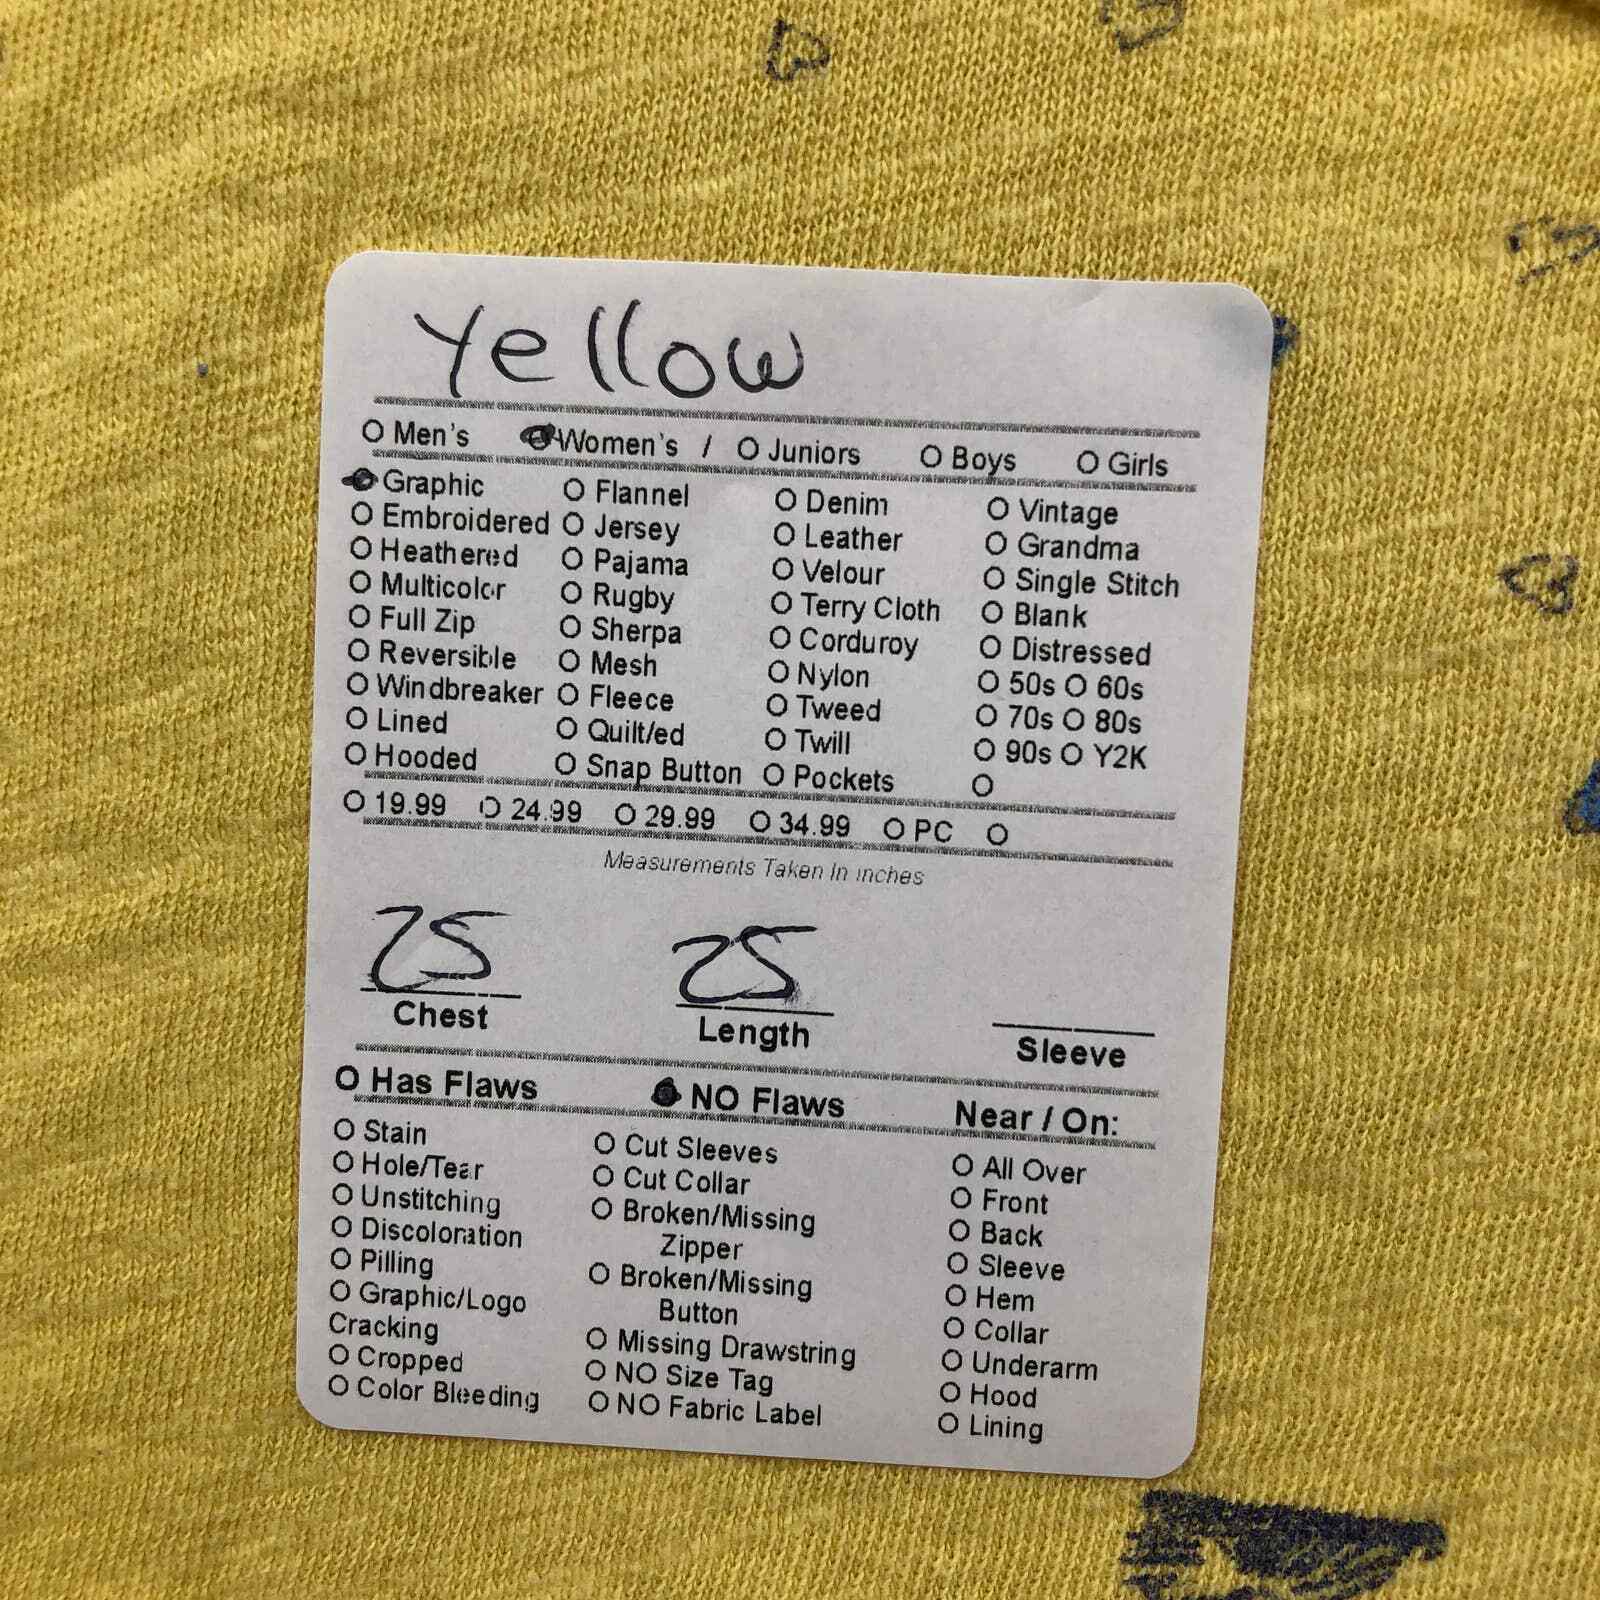 Yellow
O Men's O Women's / O Juniors O Boys O Girls
O Graphic O Flannel O Denim O Vintage
O Embroidered O Jersey O Leather O Grandma
O Heathered O Pajama O Velour O Single Stitch
O Multicolor O Rugby O Terry Cloth O Blank
O Full Zip O Sherpa O Corduroy O Distressed
O Reversible O Mesh O Nylon O 50s O 60s
O Windbreaker O Fleece O Tweed O 70s O 80s
O Lined O Quilt/ed O Twill O 90s O Y2K
O Hooded O Snap Button O Pockets O
O 19.99 O 24.99 O 29.99 O 34.99 O PC O
Measurements Taken In Inches
25 25
Chest Length Sleeve
O Has Flaws O NO Flaws Near / On:
O Stain O Cut Sleeves O All Over
O Hole/Tear O Cut Collar O Front
O Unstitching O Broken/Missing O Back
O Discoloration Zipper O Sleeve
O Pilling O Broken/Missing O Hem
O Graphic/Logo Button O Collar
Cracking O Missing Drawstring O Underarm
O Cropped O NO Size Tag O Hood
O Color Bleeding O NO Fabric Label O Lining